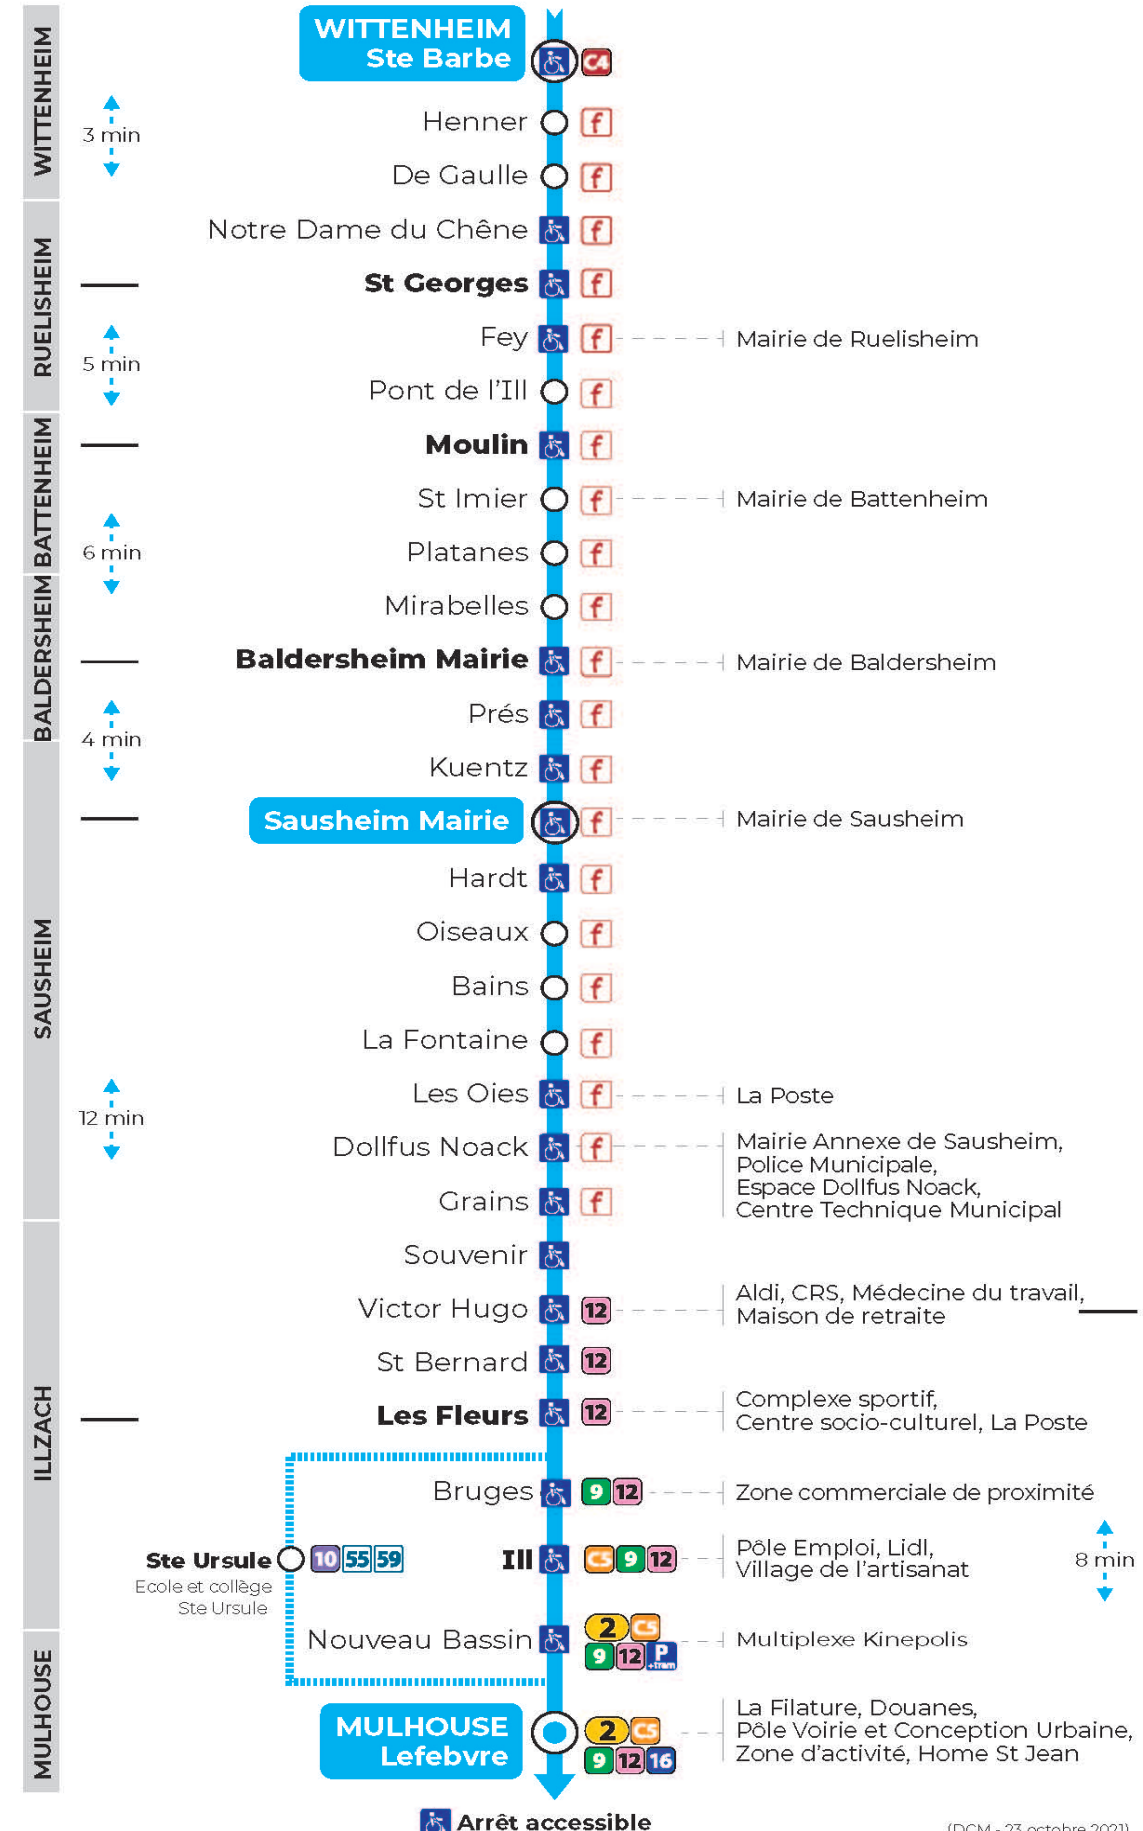 WITTENHEIM
Ste Barbe
C4
Henner f
De Gaulle f
Notre Dame du Chêne f
St Georges f
Fey f Mairie de Ruelisheim
Pont de l'Ill f
Moulin f
St Imier f Mairie de Battenheim
Platanes f
Mirabelles f
Baldersheim Mairie f Mairie de Baldersheim
Prés f
Kuentz f
Sausheim Mairie f Mairie de Sausheim
Hardt f
Oiseaux f
Bains f
La Fontaine f
Les Oies f La Poste
Dollfus Noack f
Mairie Annexe de Sausheim,
Police Municipale,
Espace Dollfus Noack,
Centre Technique Municipal
Grains f
Souvenir
Victor Hugo 12
Aldi, CRS, Médecine du travail,
Maison de retraite
St Bernard 12
Les Fleurs 12
Complexe sportif,
Centre socio-culturel, La Poste
Bruges 9 12 Zone commerciale de proximité
Ste Ursule 10 55 59
Ecole et collège
Ste Ursule
Ill C5 9 12
Pôle Emploi, Lidl,
Village de l'artisanat
8 min
Nouveau Bassin 2 C5
9 12 P
+tram
Multiplexe Kinepolis
MULHOUSE
Lefebvre
2 C5
9 12 16
La Filature, Douanes,
Pôle Voirie et Conception Urbaine,
Zone d'activité, Home St Jean
Arrêt accessible
(DCM - 23 octobre 2021)
WITTENHEIM
RUELISHEIM
BATTENHEIM
BALDERSHEIM
SAUSHEIM
ILLZACH
MULHOUSE
3 min
5 min
6 min
4 min
12 min